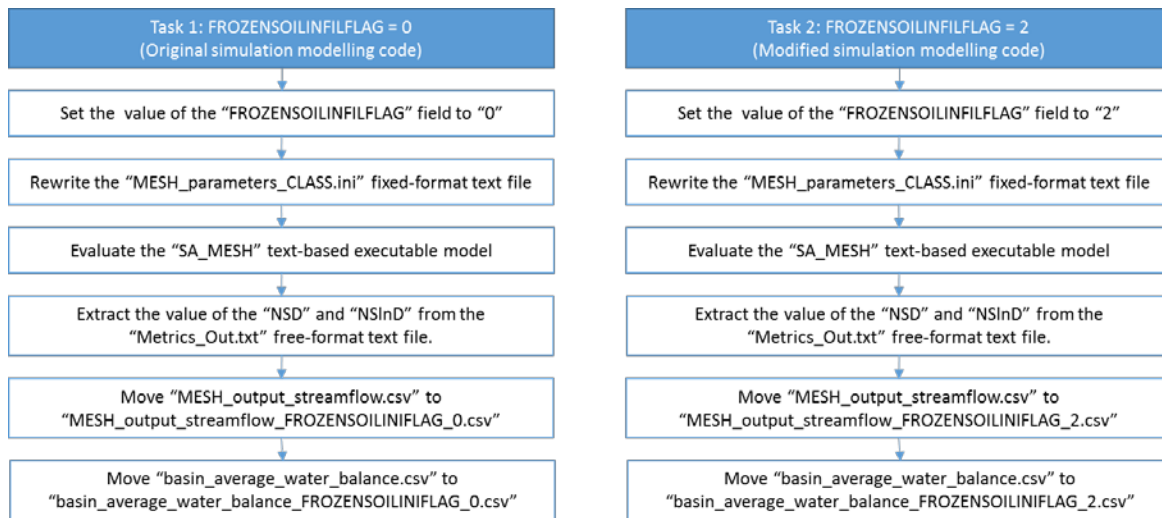 Task 1: FROZENSOILINFILFLAG = 0
(Original simulation modelling code)
Set the value of the “FROZENSOILINFILFLAG” field to “0”
Rewrite the “MESH_parameters_CLASS.ini” fixed-format text file
Evaluate the “SA_MESH” text-based executable model
Extract the value of the “NSD” and “NSlnD” from the
“Metrics_Out.txt” free-format text file.
Move “MESH_output_streamflow.csv” to
“MESH_output_streamflow_FROZENSOILINIFLAG_0.csv”
Move “basin_average_water_balance.csv” to
“basin_average_water_balance_FROZENSOILINIFLAG_0.csv”
Task 2: FROZENSOILINFILFLAG = 2
(Modified simulation modelling code)
Set the value of the “FROZENSOILINFILFLAG” field to “2”
Rewrite the “MESH_parameters_CLASS.ini” fixed-format text file
Evaluate the “SA_MESH” text-based executable model
Extract the value of the “NSD” and “NSlnD” from the
“Metrics_Out.txt” free-format text file.
Move “MESH_output_streamflow.csv” to
“MESH_output_streamflow_FROZENSOILINIFLAG_2.csv”
Move “basin_average_water_balance.csv” to
“basin_average_water_balance_FROZENSOILINIFLAG_2.csv”